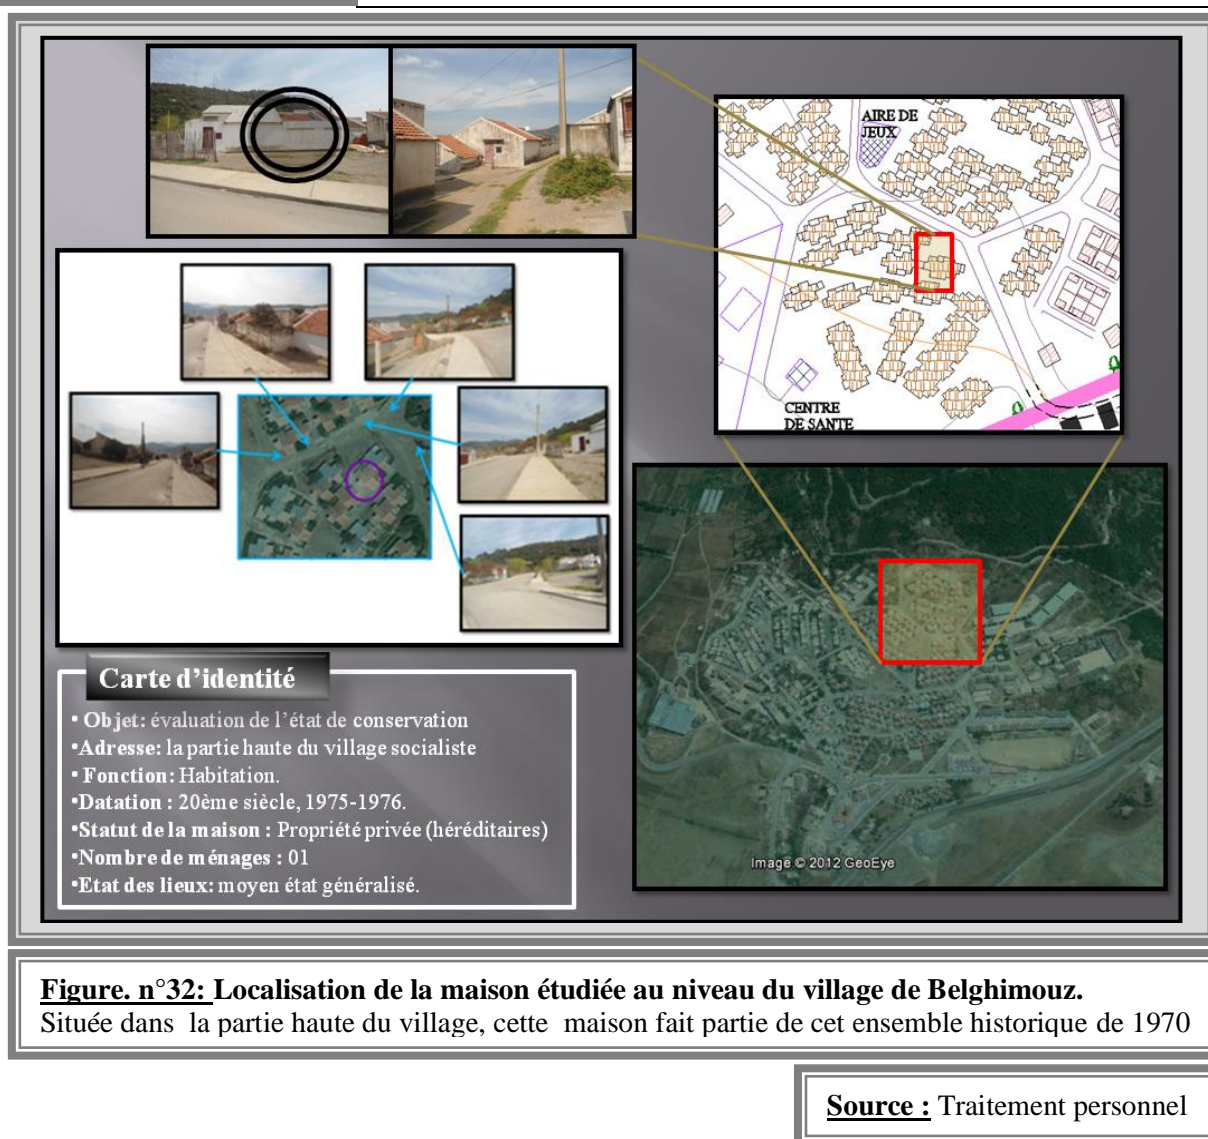 AIRE DE
JEUX
CENTRE
DE SANTE
Image © 2012 GeoEye
Carte d'identité
• Objet: évaluation de l'état de conservation
•Adresse: la partie haute du village socialiste
• Fonction: Habitation.
•Datation : 20ème siècle, 1975-1976.
•Statut de la maison : Propriété privée (héréditaires)
•Nombre de ménages : 01
•Etat des lieux: moyen état généralisé.
Figure. n°32: Localisation de la maison étudiée au niveau du village de Belghimouz.
Située dans la partie haute du village, cette maison fait partie de cet ensemble historique de 1970
Source : Traitement personnel